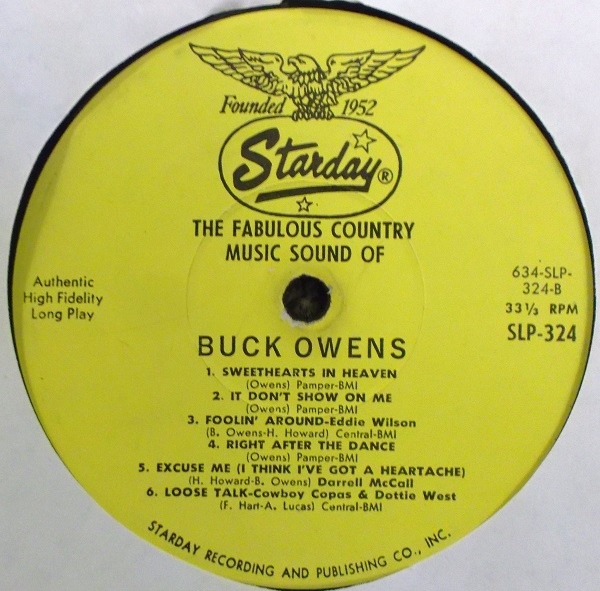 Founded 1952
Starday®
THE FABULOUS COUNTRY
MUSIC SOUND OF
Authentic
High Fidelity
Long Play
634-SLP-
324-B
33⅓ RPM
SLP-324
BUCK OWENS
1. SWEETHEARTS IN HEAVEN
(Owens) Pamper-BMI
2. IT DON'T SHOW ON ME
(Owens) Pamper-BMI
3. FOOLIN' AROUND-Eddie Wilson
(B. Owens-H. Howard) Central-BMI
4. RIGHT AFTER THE DANCE
(Owens) Pamper-BMI
5. EXCUSE ME (I THINK I'VE GOT A HEARTACHE)
(H. Howard-B. Owens) Darrell McCall
6. LOOSE TALK-Cowboy Copas & Dottie West
(F. Hart-A. Lucas) Central-BMI
STARDAY RECORDING AND PUBLISHING CO., INC.